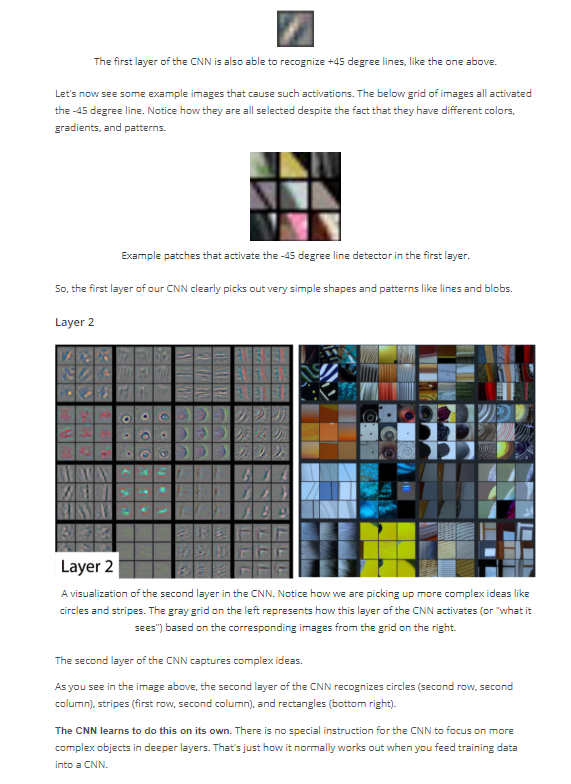 The first layer of the CNN is also able to recognize +45 degree lines, like the one above.
Let's now see some example images that cause such activations. The below grid of images all activated
the -45 degree line. Notice how they are all selected despite the fact that they have different colors,
gradients, and patterns.
Example patches that activate the -45 degree line detector in the first layer.
So, the first layer of our CNN clearly picks out very simple shapes and patterns like lines and blobs.
Layer 2
Layer 2
A visualization of the second layer in the CNN. Notice how we are picking up more complex ideas like
circles and stripes. The gray grid on the left represents how this layer of the CNN activates (or "what it
sees") based on the corresponding images from the grid on the right.
The second layer of the CNN captures complex ideas.
As you see in the image above, the second layer of the CNN recognizes circles (second row, second
column), stripes (first row, second column), and rectangles (bottom right).
The CNN learns to do this on its own. There is no special instruction for the CNN to focus on more
complex objects in deeper layers. That's just how it normally works out when you feed training data
into a CNN.